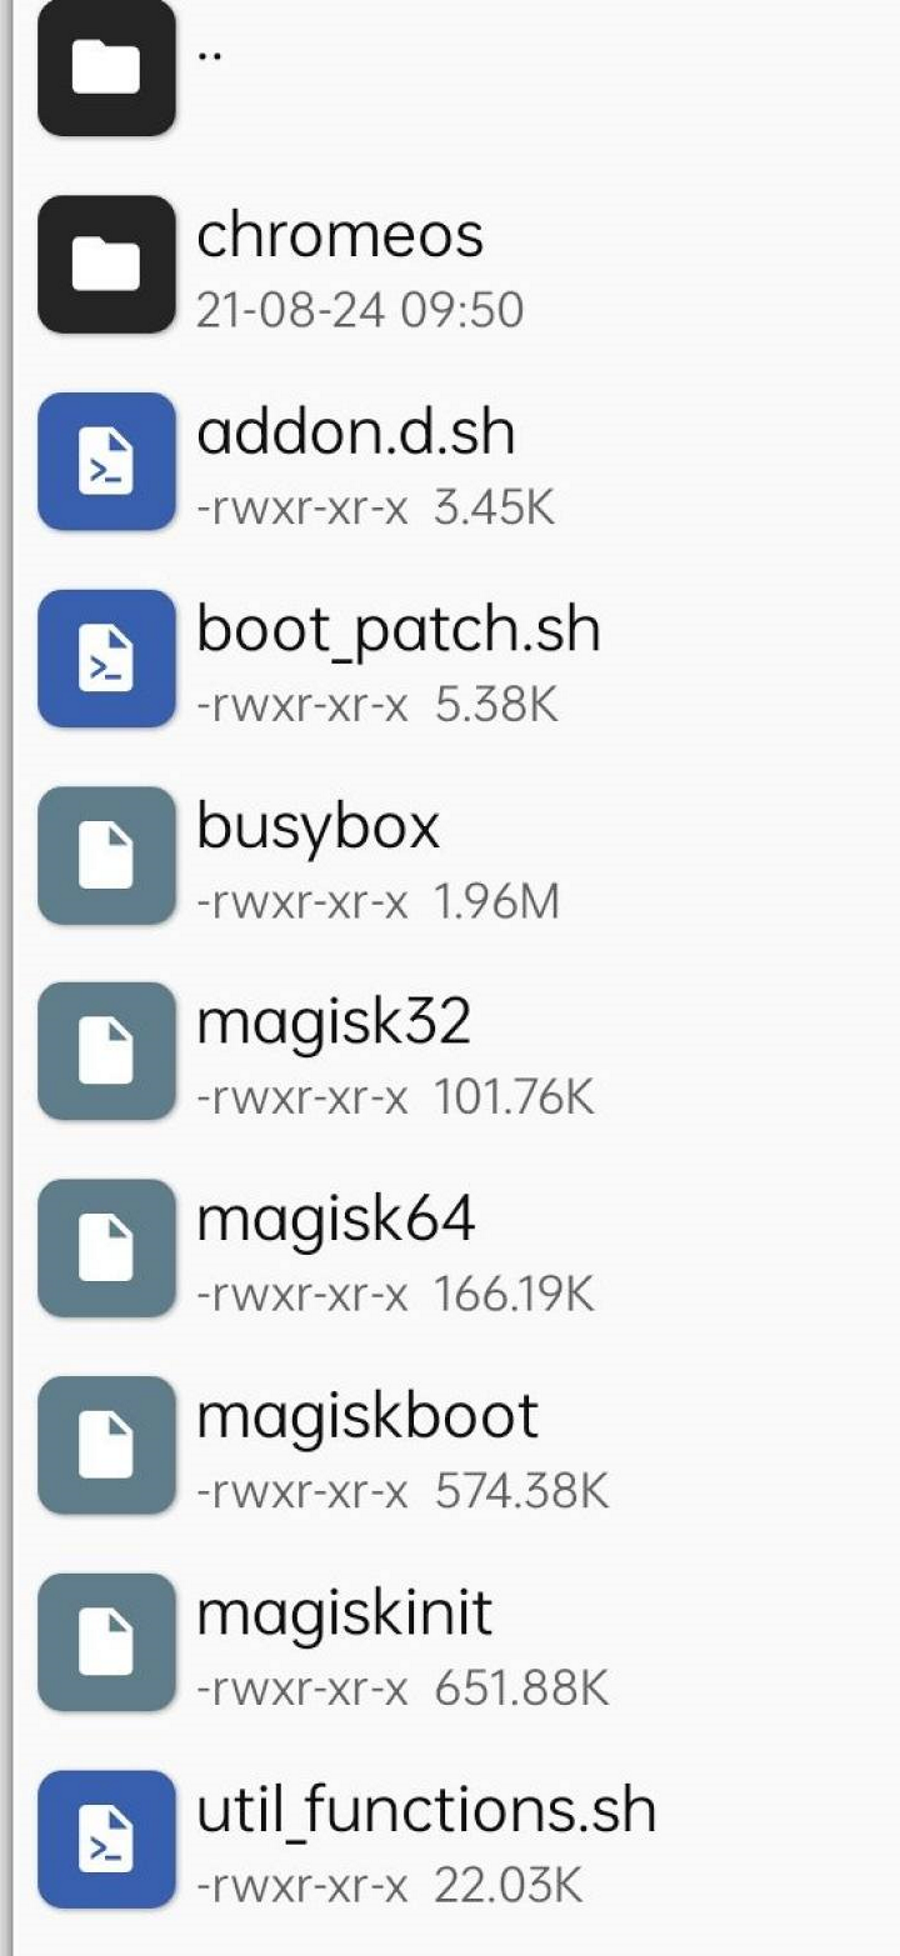 ..
chromeos
21-08-24 09:50
addon.d.sh
-rwxr-xr-x 3.45K
boot_patch.sh
-rwxr-xr-x 5.38K
busybox
-rwxr-xr-x 1.96M
magisk32
-rwxr-xr-x 101.76K
magisk64
-rwxr-xr-x 166.19K
magiskboot
-rwxr-xr-x 574.38K
magiskinit
-rwxr-xr-x 651.88K
util_functions.sh
-rwxr-xr-x 22.03K